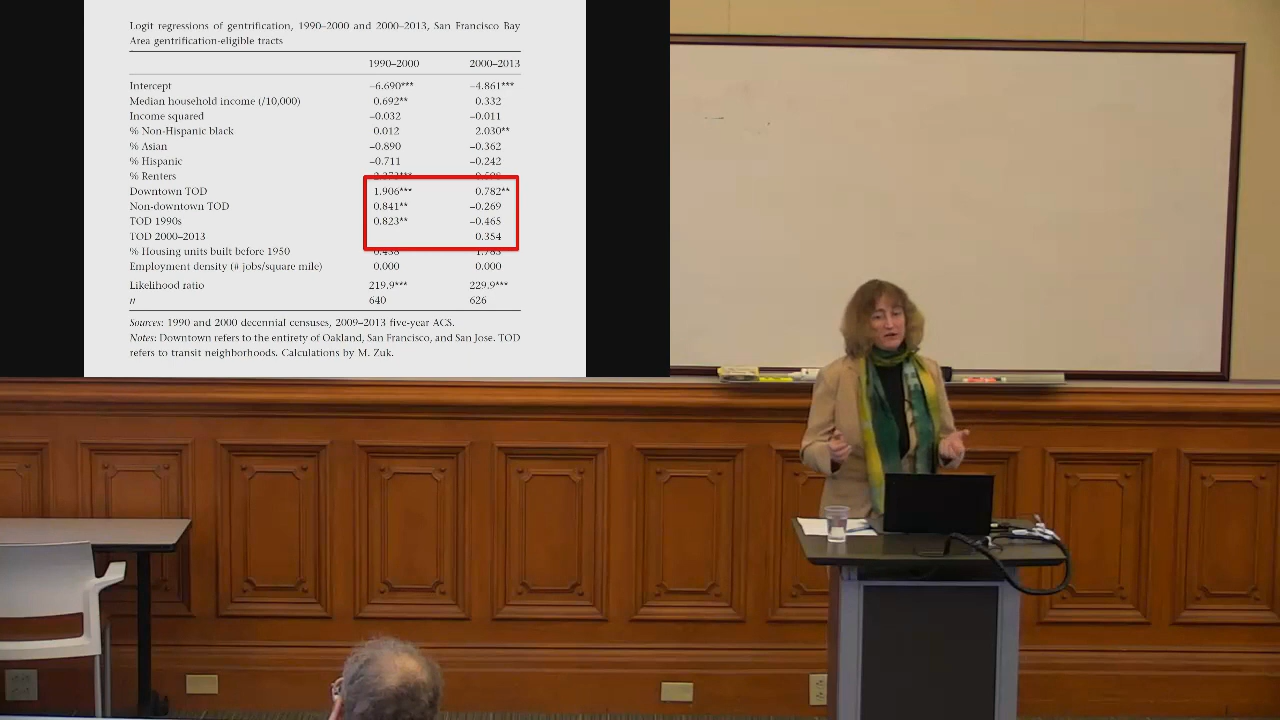 Logit regressions of gentrification, 1990–2000 and 2000–2013, San Francisco Bay
Area gentrification-eligible tracts
1990–2000 2000–2013
Intercept –6.690*** –4.861***
Median household income (/10,000) 0.692** 0.332
Income squared –0.032 –0.011
% Non-Hispanic black 0.012 2.030**
% Asian –0.890 –0.362
% Hispanic –0.711 –0.242
% Renters
Downtown TOD 1.906*** 0.782**
Non-downtown TOD 0.841** –0.269
TOD 1990s 0.823** –0.465
TOD 2000–2013 0.354
% Housing units built before 1950
Employment density (# jobs/square mile) 0.000 0.000
Likelihood ratio 219.9*** 229.9***
n 640 626
Sources: 1990 and 2000 decennial censuses, 2009–2013 five-year ACS.
Notes: Downtown refers to the entirety of Oakland, San Francisco, and San Jose. TOD
refers to transit neighborhoods. Calculations by M. Zuk.